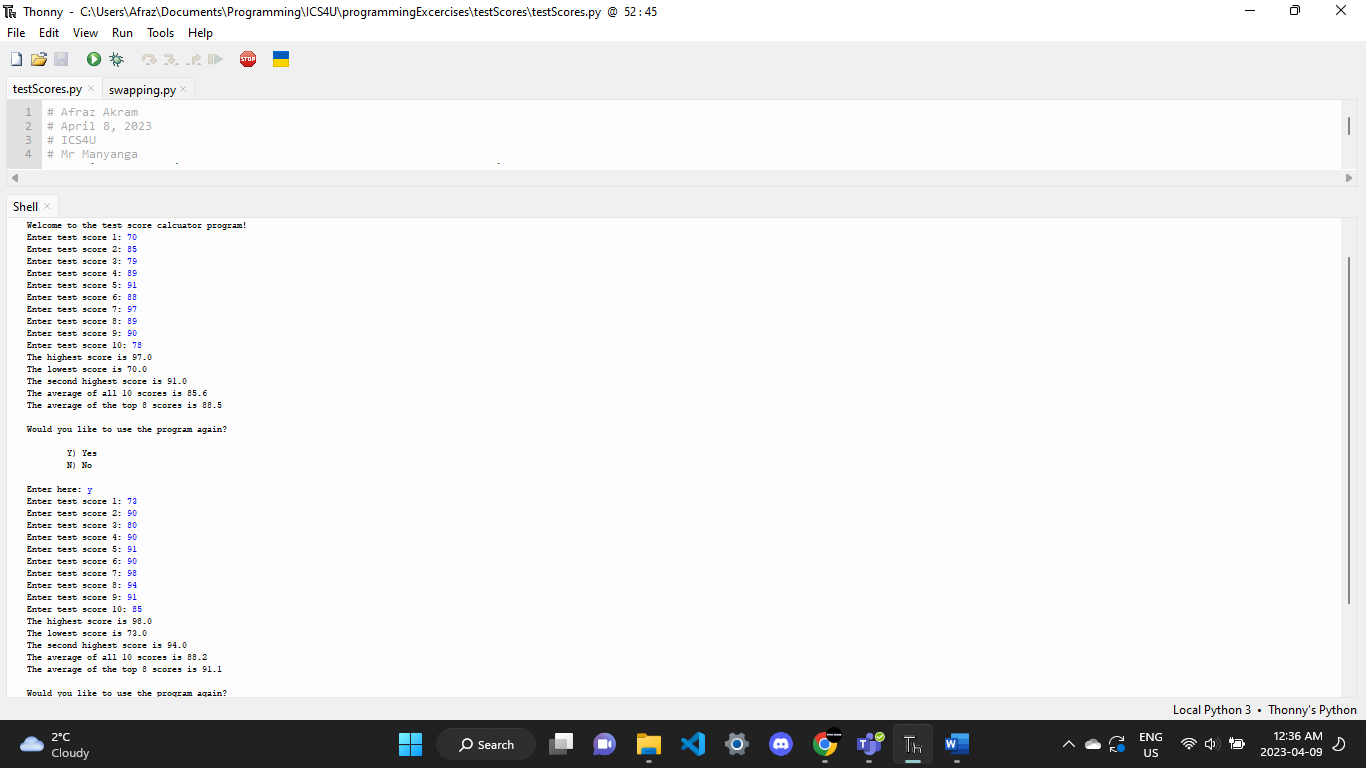 Thonny - C:\Users\Afraz\Documents\Programming\ICS4U\programmingExcercises\testScores\testScores.py @ 52 : 45
File Edit View Run Tools Help
STOP
testScores.py × swapping.py ×
1 # Afraz Akram
2 # April 8, 2023
3 # ICS4U
4 # Mr Manyanga
Shell ×
Welcome to the test score calcuator program!
Enter test score 1: 70
Enter test score 2: 85
Enter test score 3: 79
Enter test score 4: 89
Enter test score 5: 91
Enter test score 6: 88
Enter test score 7: 97
Enter test score 8: 89
Enter test score 9: 90
Enter test score 10: 78
The highest score is 97.0
The lowest score is 70.0
The second highest score is 91.0
The average of all 10 scores is 85.6
The average of the top 8 scores is 88.5
Would you like to use the program again?
Y) Yes
N) No
Enter here: y
Enter test score 1: 73
Enter test score 2: 90
Enter test score 3: 80
Enter test score 4: 90
Enter test score 5: 91
Enter test score 6: 90
Enter test score 7: 98
Enter test score 8: 94
Enter test score 9: 91
Enter test score 10: 85
The highest score is 98.0
The lowest score is 73.0
The second highest score is 94.0
The average of all 10 scores is 88.2
The average of the top 8 scores is 91.1
Would you like to use the program again?
Local Python 3 • Thonny's Python
2°C
Cloudy
Search
ENG
US
12:36 AM
2023-04-09